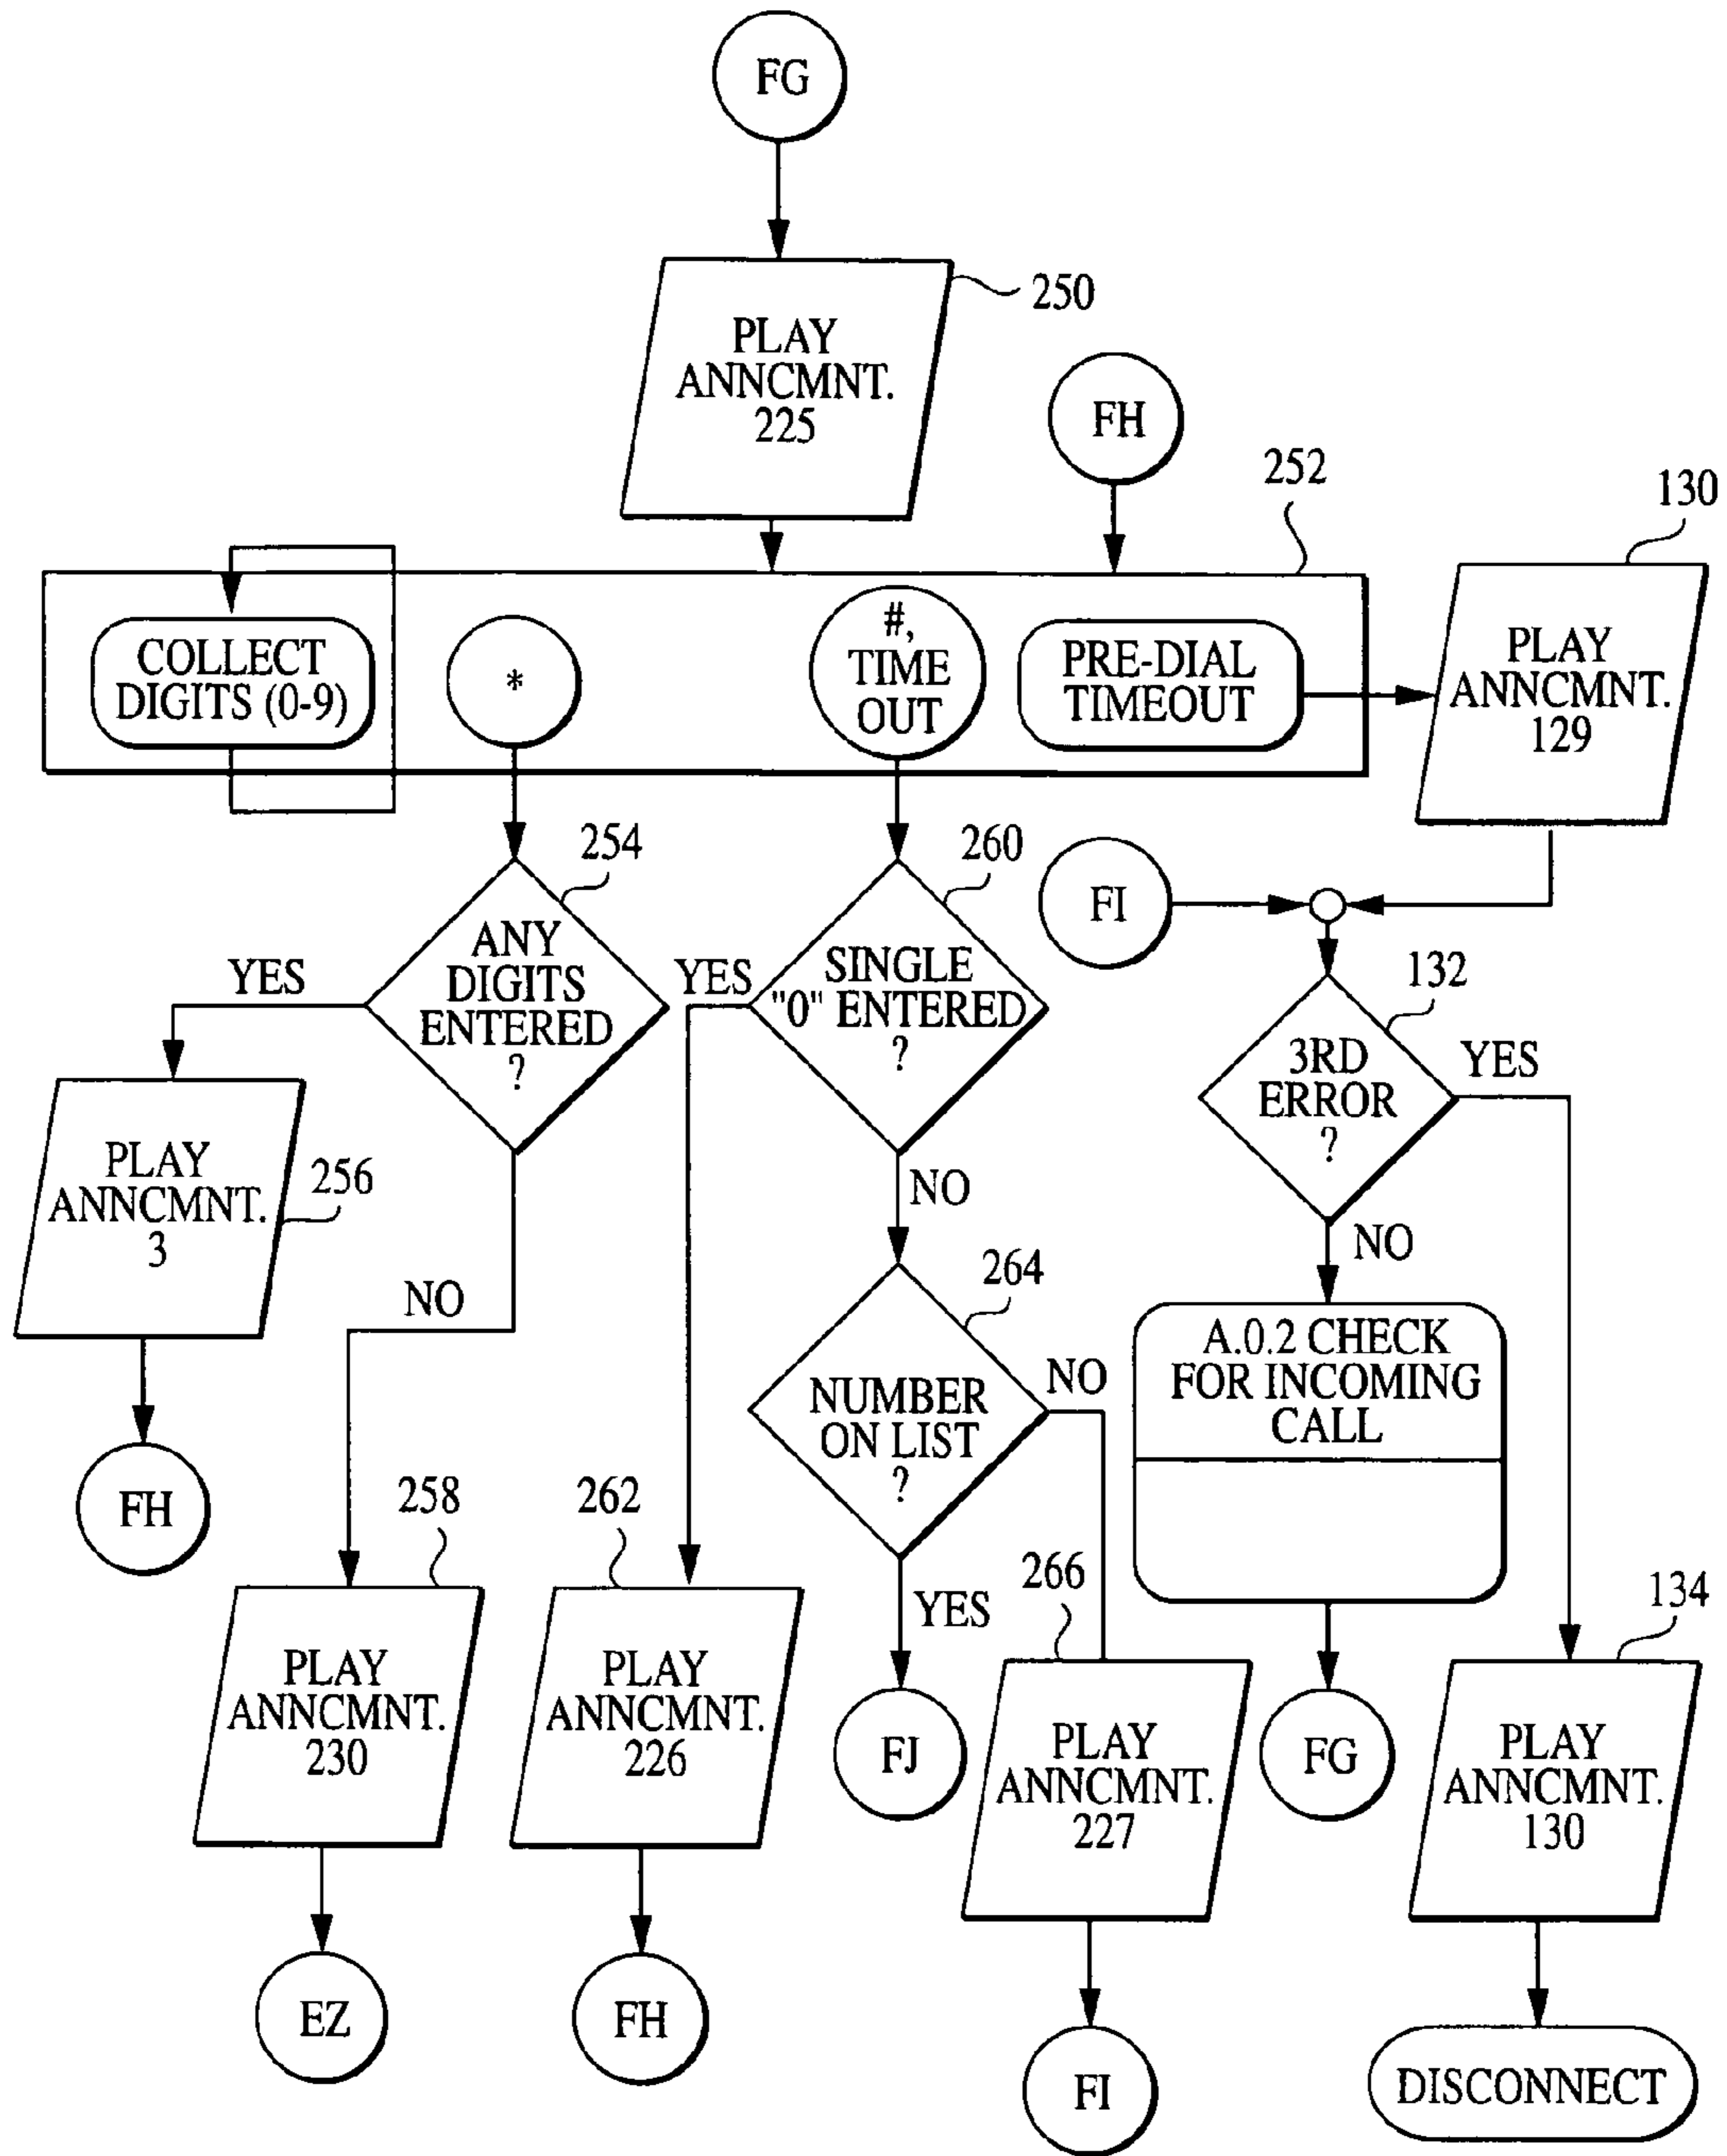 FG
250
PLAY
ANNCMNT.
225
FH
252
130
COLLECT
DIGITS (0-9)
*
#,
TIME
OUT
PRE-DIAL
TIMEOUT
PLAY
ANNCMNT.
129
254
260
FI
ANY
DIGITS
ENTERED
?
YES
SINGLE
"0" ENTERED
?
YES
132
3RD
ERROR
?
YES
PLAY
ANNCMNT.
3
256
NO
NO
NO
264
A.0.2 CHECK
FOR INCOMING
CALL
NUMBER
ON LIST
?
NO
FH
258
262
266
134
YES
PLAY
ANNCMNT.
230
PLAY
ANNCMNT.
226
FJ
PLAY
ANNCMNT.
227
FG
PLAY
ANNCMNT.
130
EZ
FH
FI
DISCONNECT